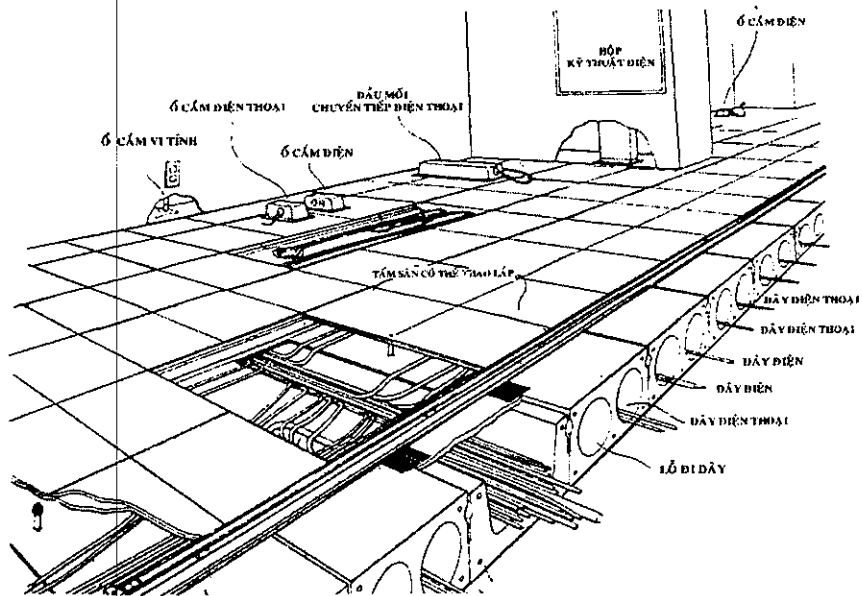 Ổ CẮM ĐIỆN
HỘP
KỸ THUẬT ĐIỆN
ĐẦU MỐI
CHUYỂN TIẾP ĐIỆN THOẠI
Ổ CẮM ĐIỆN THOẠI
Ổ CẮM VI TÍNH
Ổ CẮM ĐIỆN
TẤM SÀN CÓ THỂ THÁO LẮP
DÂY ĐIỆN THOẠI
DÂY ĐIỆN THOẠI
DÂY ĐIỆN
DÂY ĐIỆN
DÂY ĐIỆN THOẠI
LỖ ĐI DÂY